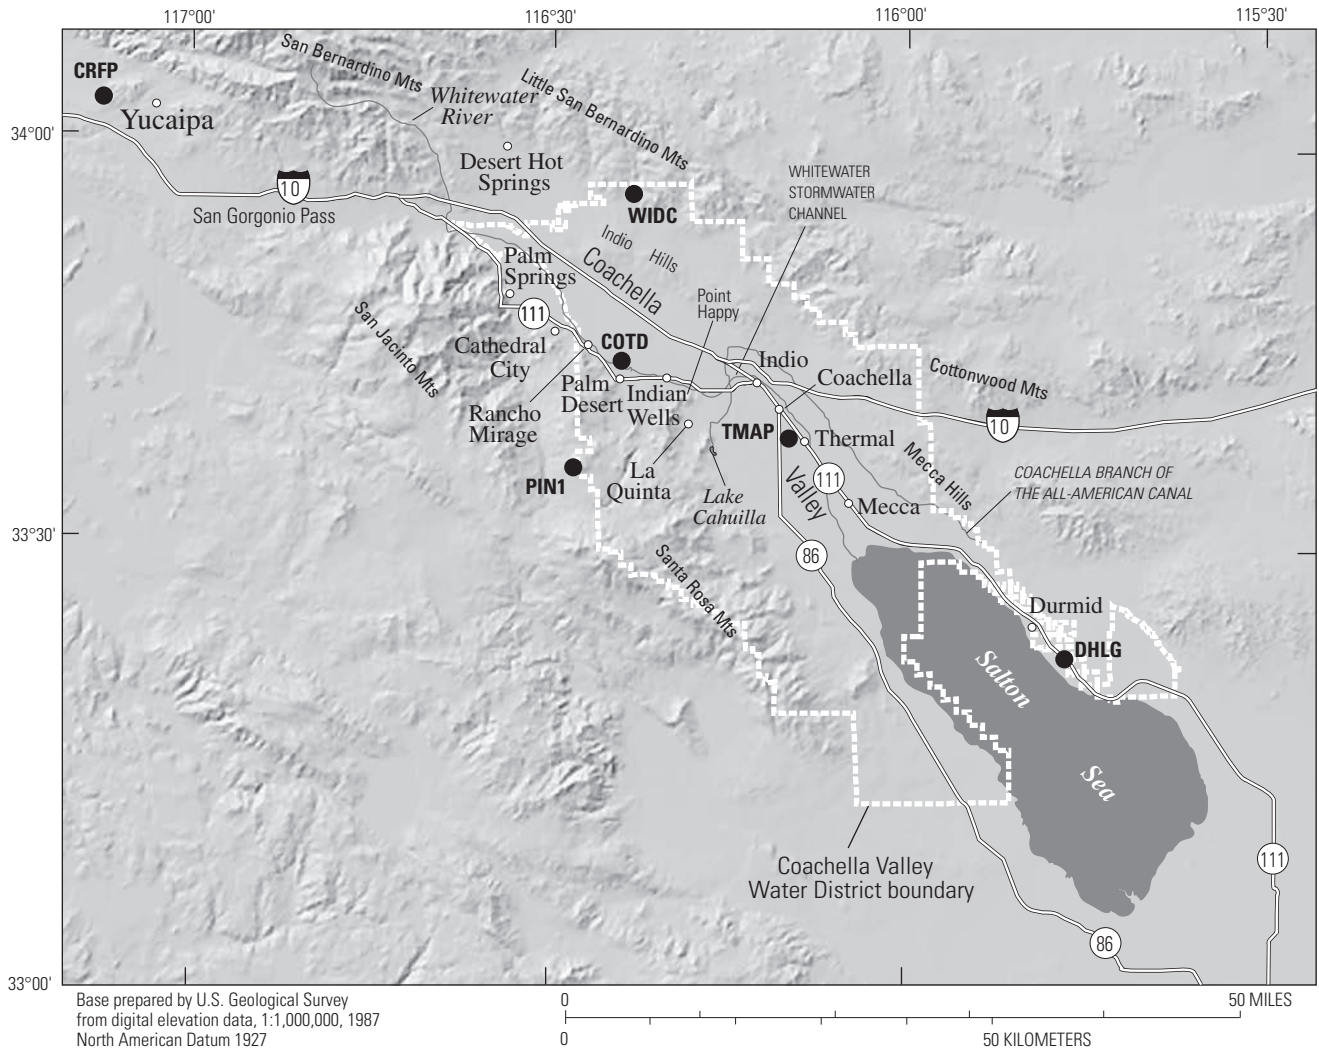 117°00'
116°30'
116°00'
115°30'
CRFP
Yucaipa
San Bernardino Mts
Whitewater
River
Little San Bernardino Mts
34°00'
Desert Hot
Springs
WHITEWATER
STORMWATER
CHANNEL
10
San Gorgonio Pass
WIDC
Indio Hills
Palm
Springs
Coachella
Point
Happy
111
San Jacinto Mts
Cathedral
City
COTD
Indio
Cottonwood Mts
Palm
Desert
Indian
Wells
Coachella
Rancho
Mirage
10
TMAP
Thermal
PIN1
La
Quinta
Lake
Cahuilla
Valley
111
Mecca Hills
COACHELLA BRANCH OF
THE ALL-AMERICAN CANAL
Mecca
33°30'
86
Santa Rosa Mts
Durmid
DHLG
Salton
Sea
Coachella Valley
Water District boundary
111
86
33°00'
Base prepared by U.S. Geological Survey
from digital elevation data, 1:1,000,000, 1987
North American Datum 1927
0
50 MILES
0
50 KILOMETERS